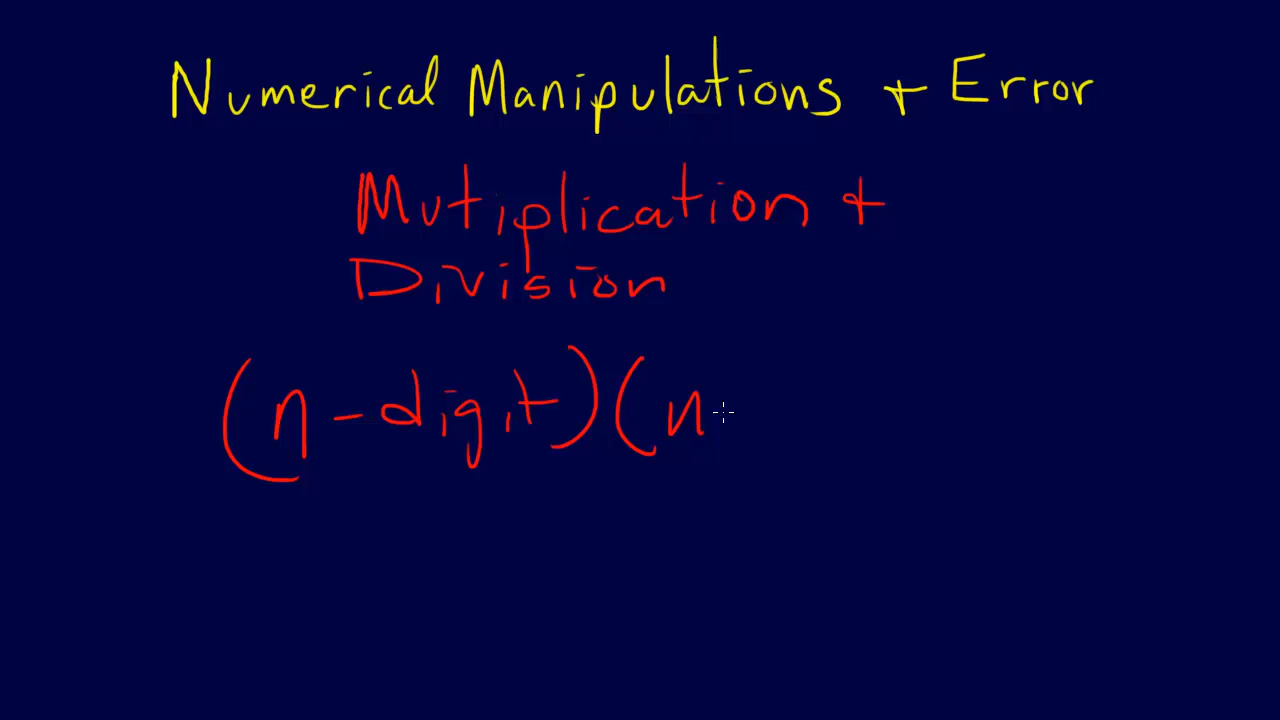 Numerical Manipulations + Error
Mutiplication +
Division
(n-digit)(n